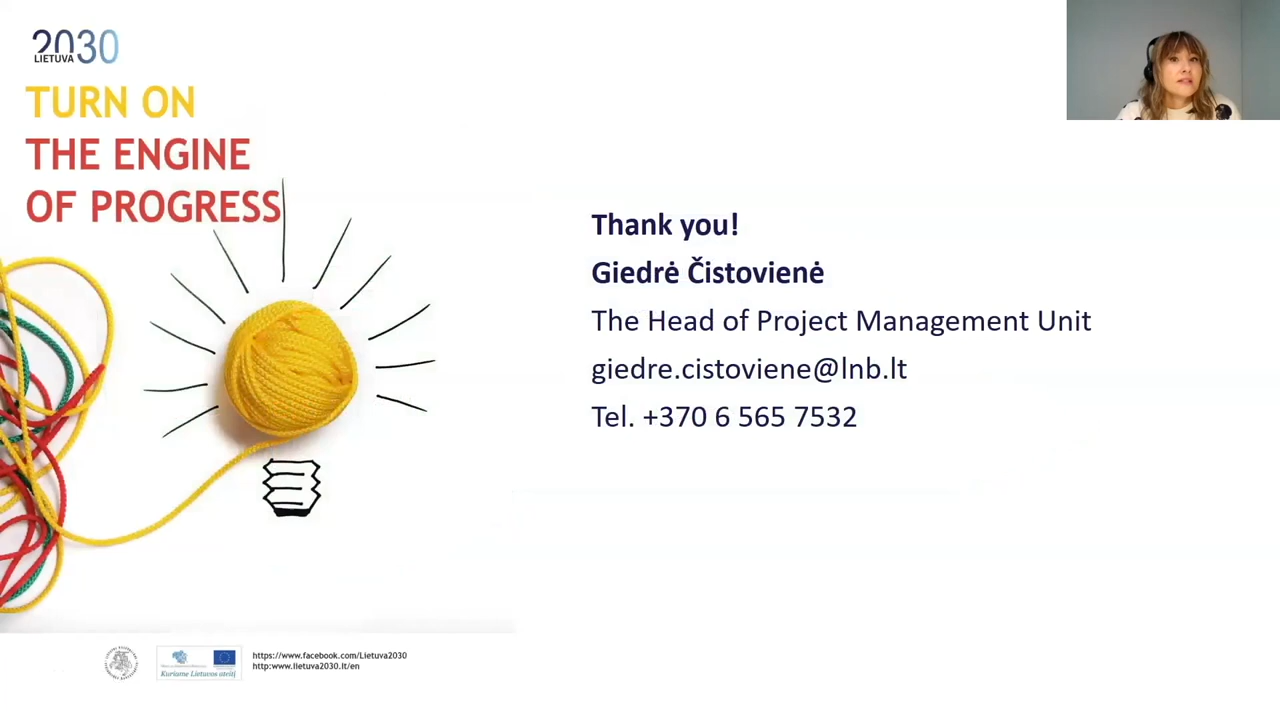 2030
LIETUVA
TURN ON
THE ENGINE
OF PROGRESS
Thank you!
Giedrė Čistovienė
The Head of Project Management Unit
giedre.cistoviene@lnb.lt
Tel. +370 6 565 7532
https://www.facebook.com/Lietuva2030
http:www.lietuva2030.lt/en
Kuriame Lietuvos ateitį